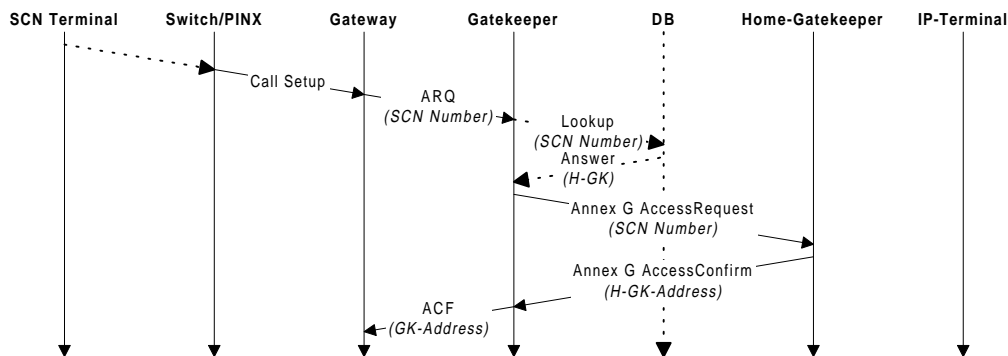 SCN Terminal Switch/PINX Gateway Gatekeeper DB Home-Gatekeeper IP-Terminal
Call Setup
ARQ
(SCN Number)
Lookup
(SCN Number)
Answer
(H-GK)
Annex G AccessRequest
(SCN Number)
Annex G AccessConfirm
(H-GK-Address)
ACF
(GK-Address)